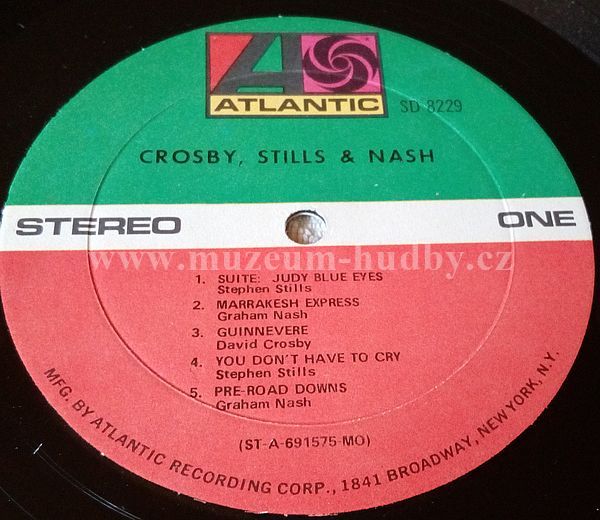 ATLANTIC
SD 8229
CROSBY, STILLS & NASH
STEREO
ONE
www.muzeum-hudby.cz
1. SUITE: JUDY BLUE EYES
Stephen Stills
2. MARRAKESH EXPRESS
Graham Nash
3. GUINNEVERE
David Crosby
4. YOU DON'T HAVE TO CRY
Stephen Stills
5. PRE-ROAD DOWNS
Graham Nash
(ST-A-691575-MO)
MFG. BY ATLANTIC RECORDING CORP., 1841 BROADWAY, NEW YORK, N.Y.